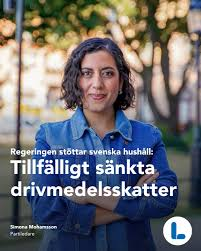 Regeringen stöttar svenska hushåll:
Tillfälligt sänkta
drivmedelsskatter
Simona Mohamsson
Partiledare
L